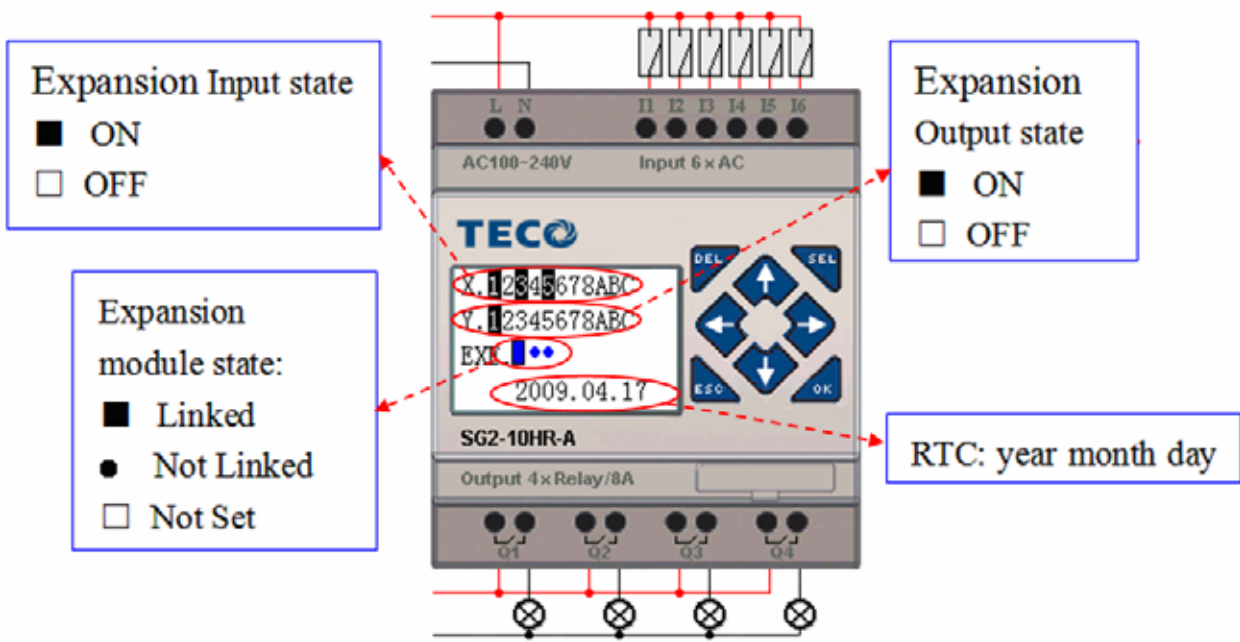 Expansion Input state
■ ON
□ OFF
Expansion
module state:
■ Linked
● Not Linked
□ Not Set
L N I1 I2 I3 I4 I5 I6
AC100~240V Input 6×AC
TECO
X.12345678ABC
Y.12345678ABC
2009.04.17
DEL SEL
ESC OK
SG2-10HR-A
Output 4×Relay/8A
Q1 Q2 Q3 Q4
Expansion
Output state
■ ON
□ OFF
RTC: year month day